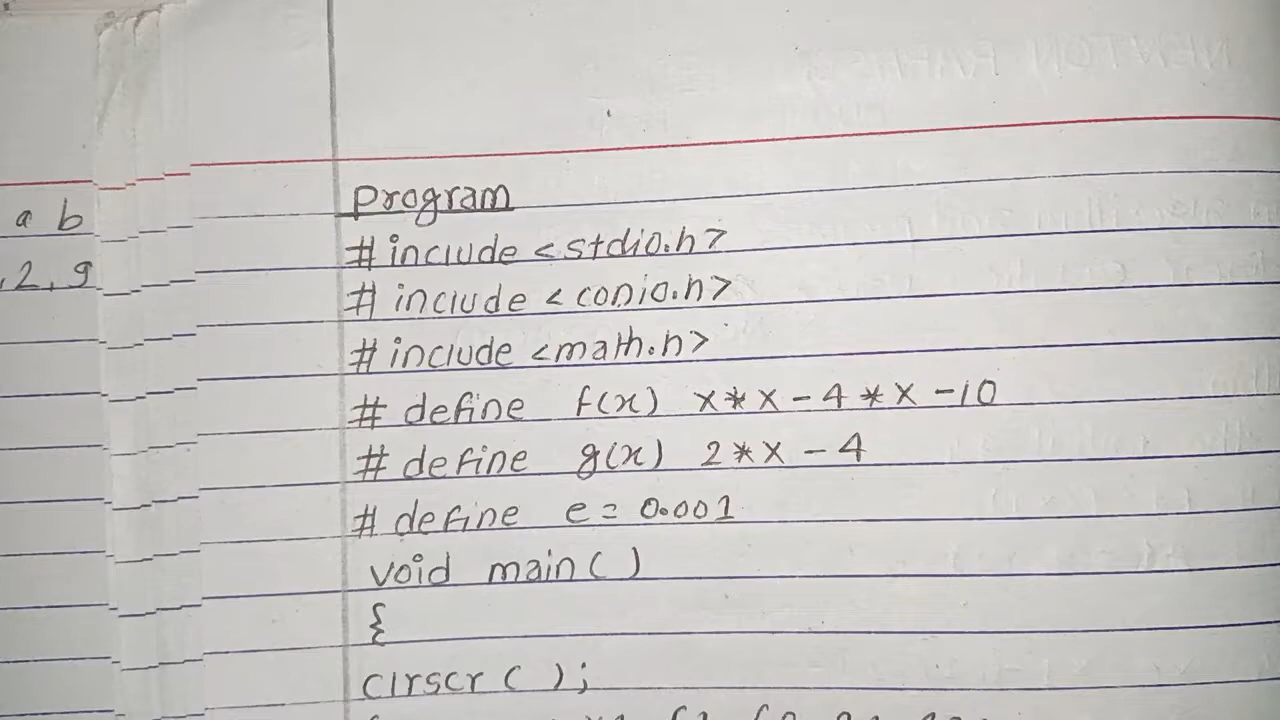 Program
a b
,2,9
#include <stdio.h>
#include <conio.h>
#include <math.h>
# define f(x) x*x-4*x-10
# define g(x) 2*x-4
# define e= 0.001
void main()
{
clrscr();